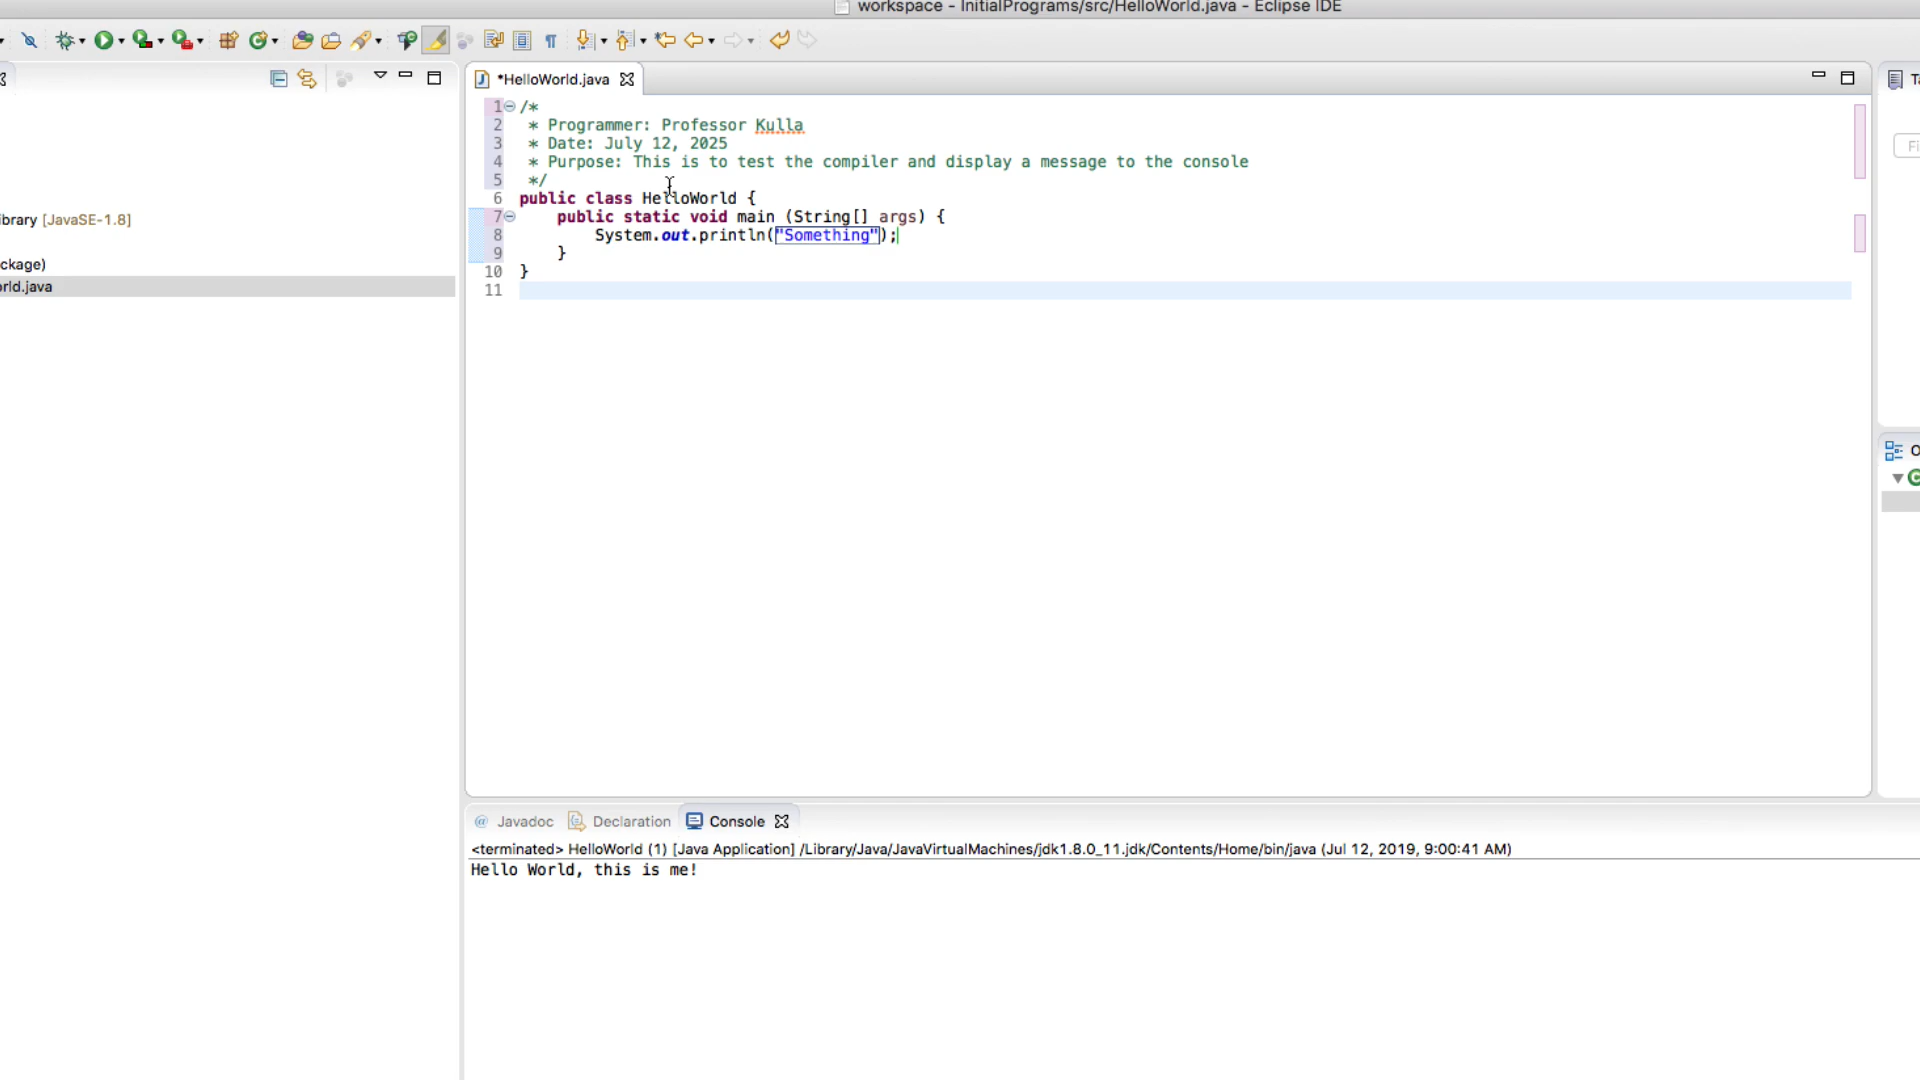 workspace - InitialPrograms/src/HelloWorld.java - Eclipse IDE
*HelloWorld.java
1 /*
2 * Programmer: Professor Kulla
3 * Date: July 12, 2025
4 * Purpose: This is to test the compiler and display a message to the console
5 */
6 public class HelloWorld {
7 public static void main (String[] args) {
8 System.out.println("Something");
9 }
10 }
11
ibrary [JavaSE-1.8]
ckage)
orld.java
Ta
Fi
O
@ Javadoc Declaration Console
<terminated> HelloWorld (1) [Java Application] /Library/Java/JavaVirtualMachines/jdk1.8.0_11.jdk/Contents/Home/bin/java (Jul 12, 2019, 9:00:41 AM)
Hello World, this is me!